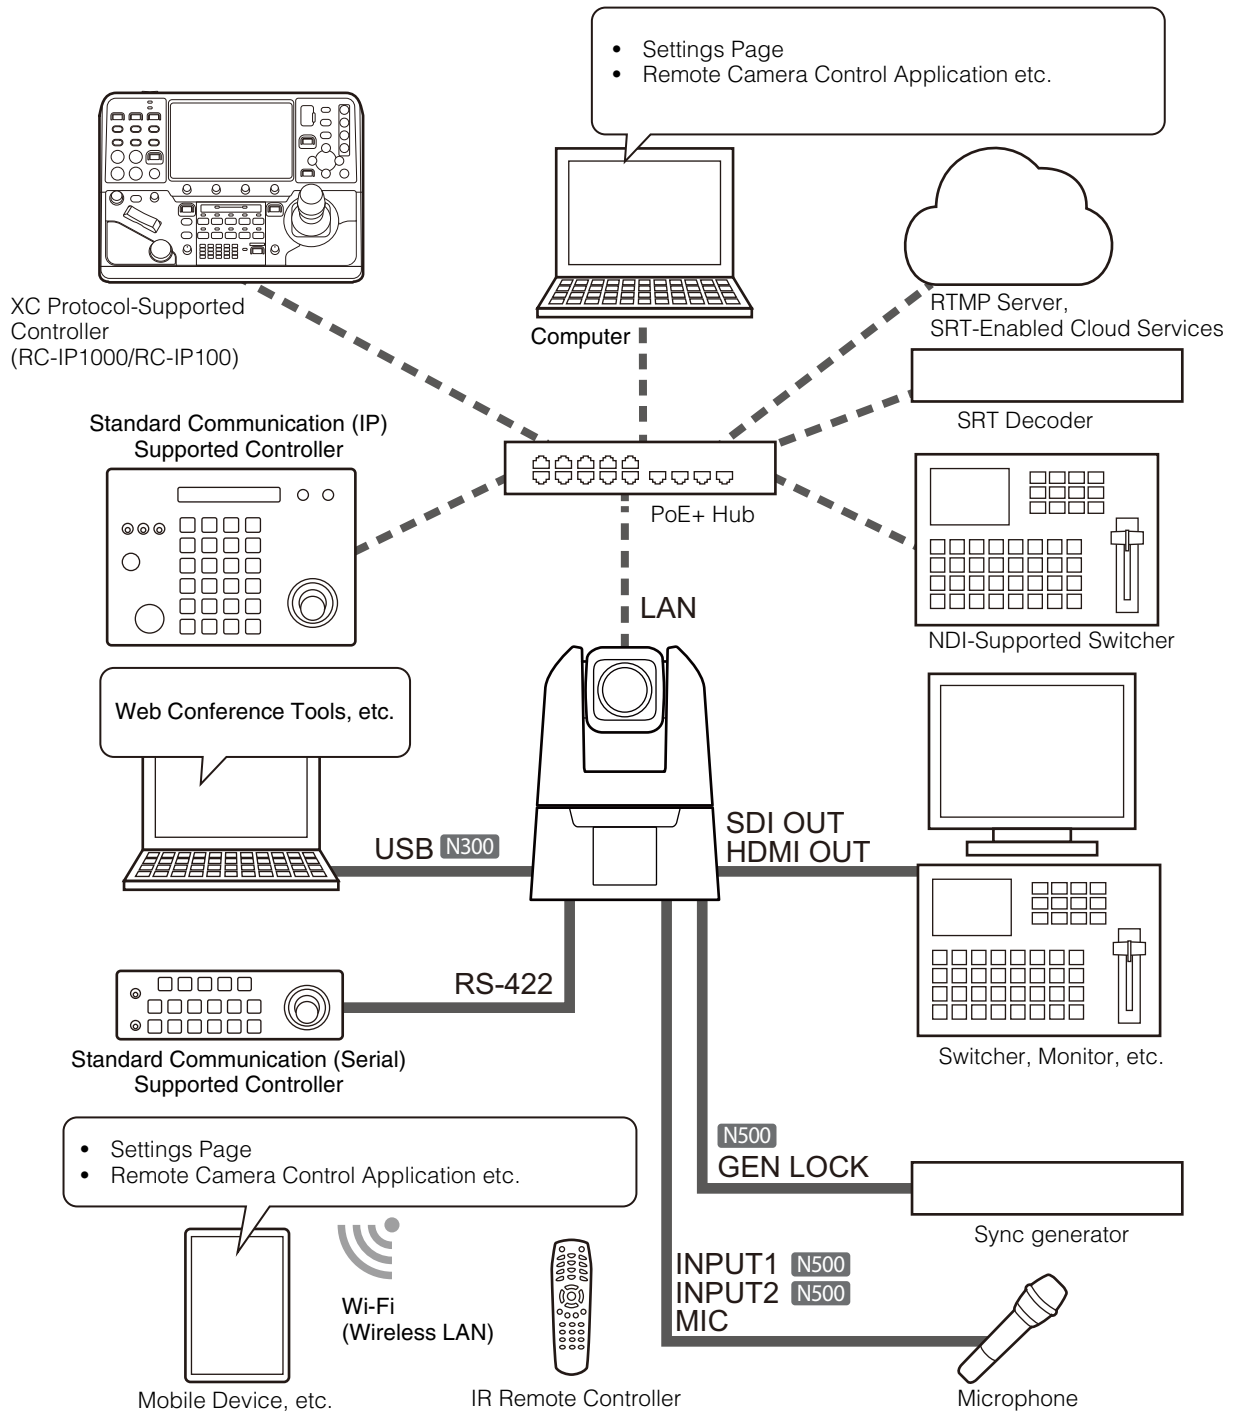 • Settings Page
• Remote Camera Control Application etc.
XC Protocol-Supported
Controller
(RC-IP1000/RC-IP100)
Computer
RTMP Server,
SRT-Enabled Cloud Services
SRT Decoder
Standard Communication (IP)
Supported Controller
PoE+ Hub
LAN
NDI-Supported Switcher
Web Conference Tools, etc.
USB N300
SDI OUT
HDMI OUT
RS-422
Standard Communication (Serial)
Supported Controller
Switcher, Monitor, etc.
• Settings Page
• Remote Camera Control Application etc.
N500
GEN LOCK
Sync generator
Wi-Fi
(Wireless LAN)
INPUT1 N500
INPUT2 N500
MIC
Mobile Device, etc.
IR Remote Controller
Microphone